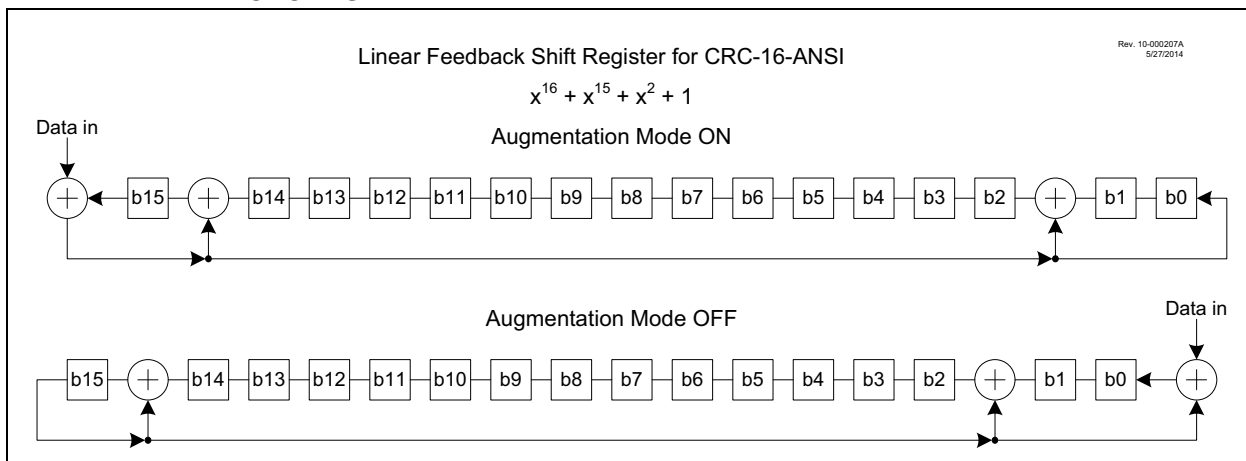 Linear Feedback Shift Register for CRC-16-ANSI
Rev. 10-000207A
5/27/2014
x¹⁶ + x¹⁵ + x² + 1
Data in
Augmentation Mode ON
+ b15 + b14 b13 b12 b11 b10 b9 b8 b7 b6 b5 b4 b3 b2 + b1 b0
Augmentation Mode OFF
Data in
b15 + b14 b13 b12 b11 b10 b9 b8 b7 b6 b5 b4 b3 b2 + b1 b0 +